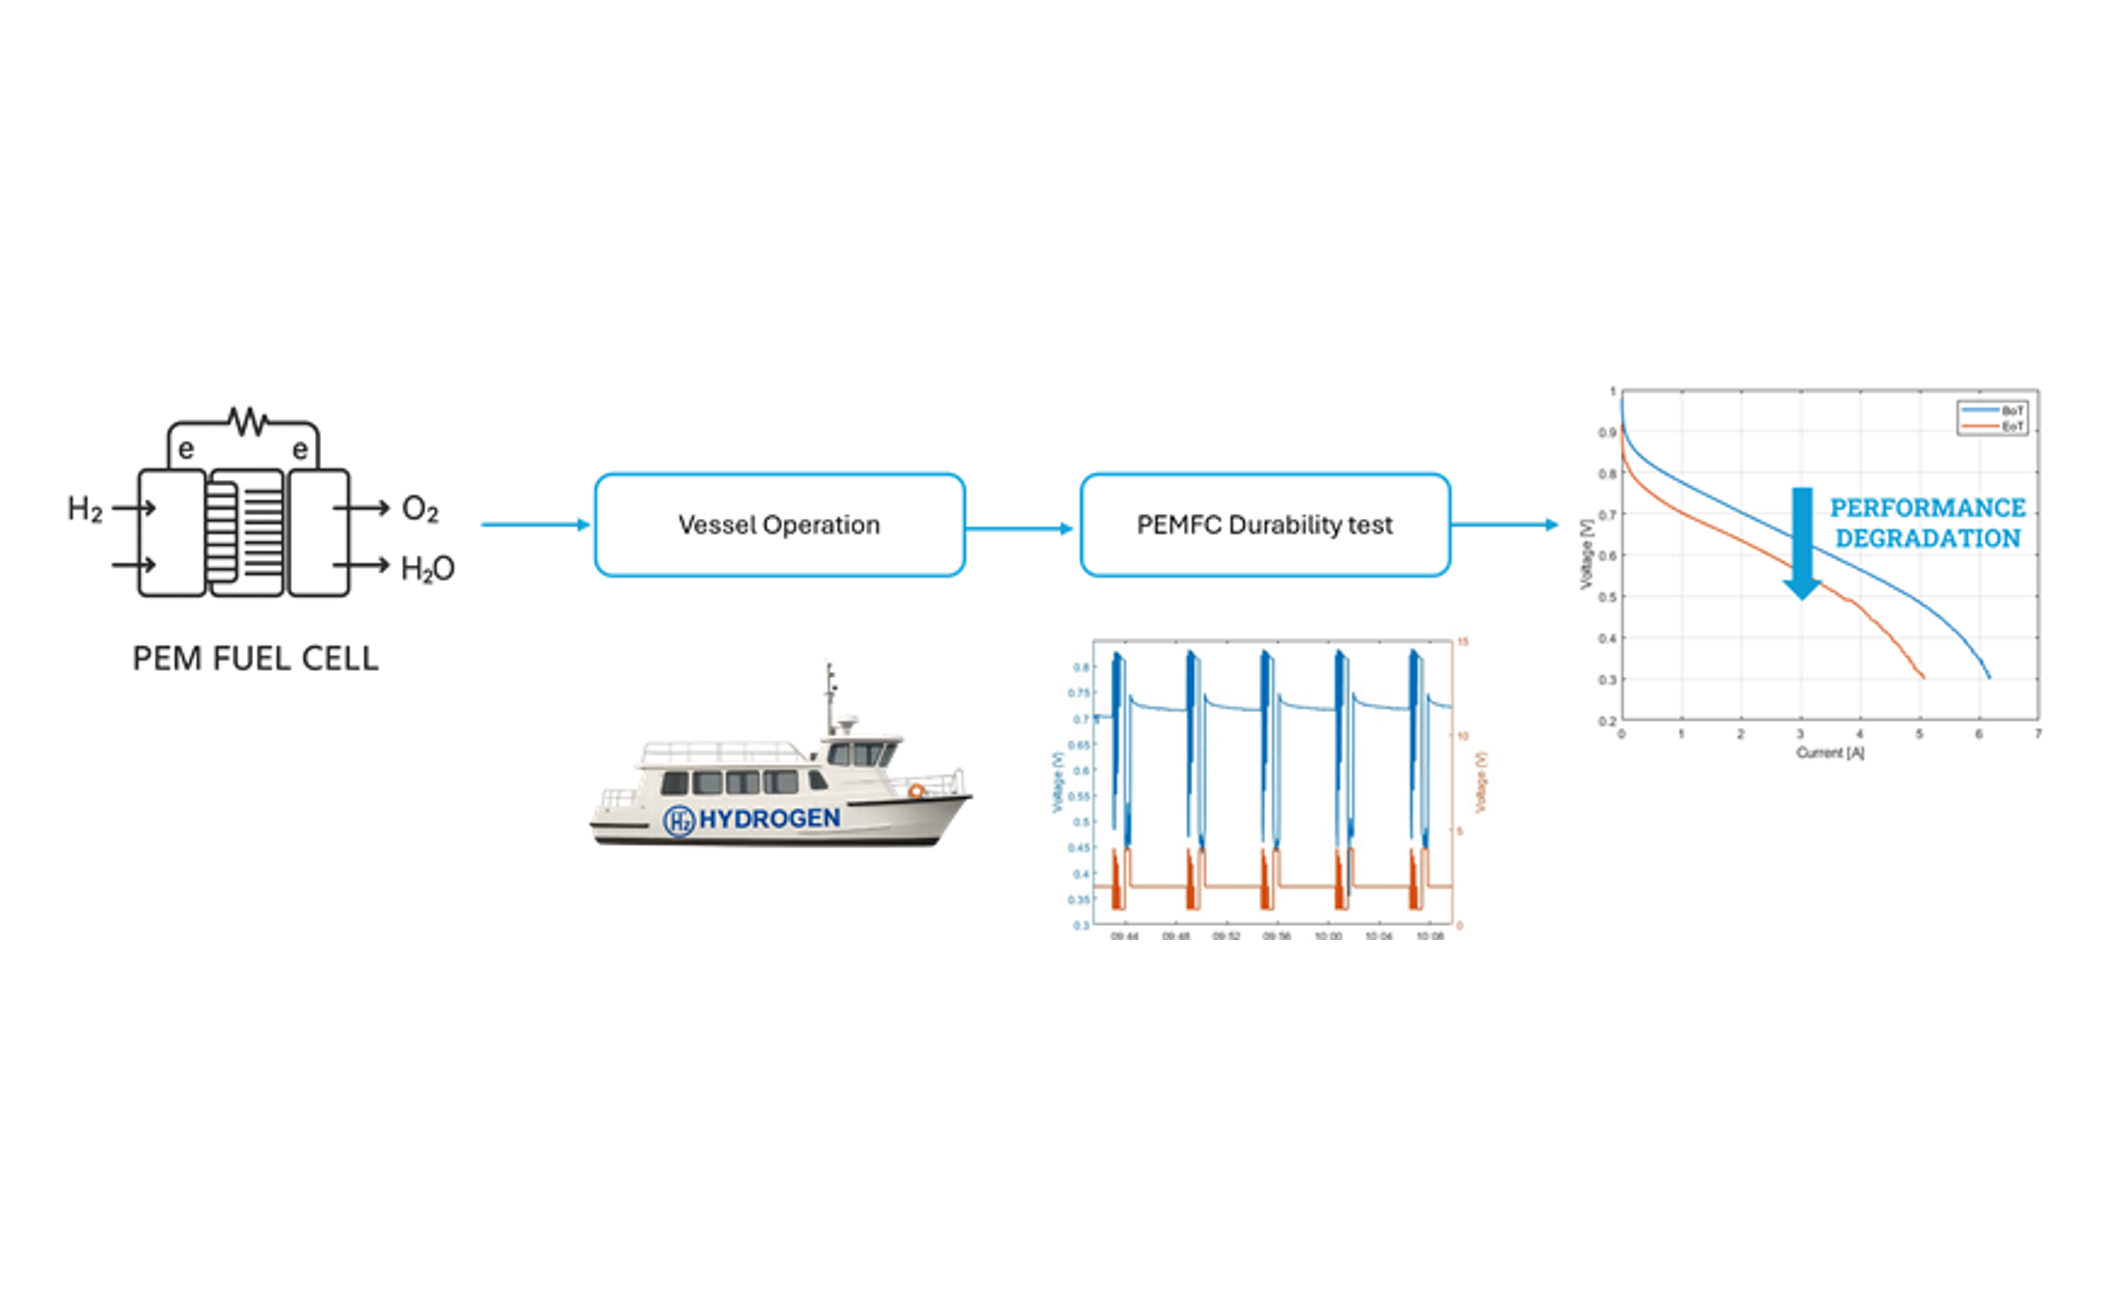 e e
H₂
O₂
H₂O
PEM FUEL CELL
Vessel Operation
H₂ HYDROGEN
PEMFC Durability test
0.8
0.75
0.7
0.65
0.6
0.55
0.5
0.45
0.4
0.35
0.3
Voltage (V)
15
10
5
0
Voltage (V)
09:44 09:48 09:52 09:56 10:00 10:04 10:08
1
0.9
0.8
0.7
0.6
0.5
0.4
0.3
0.2
Voltage [V]
BoT
EoT
PERFORMANCE
DEGRADATION
0 1 2 3 4 5 6 7
Current [A]